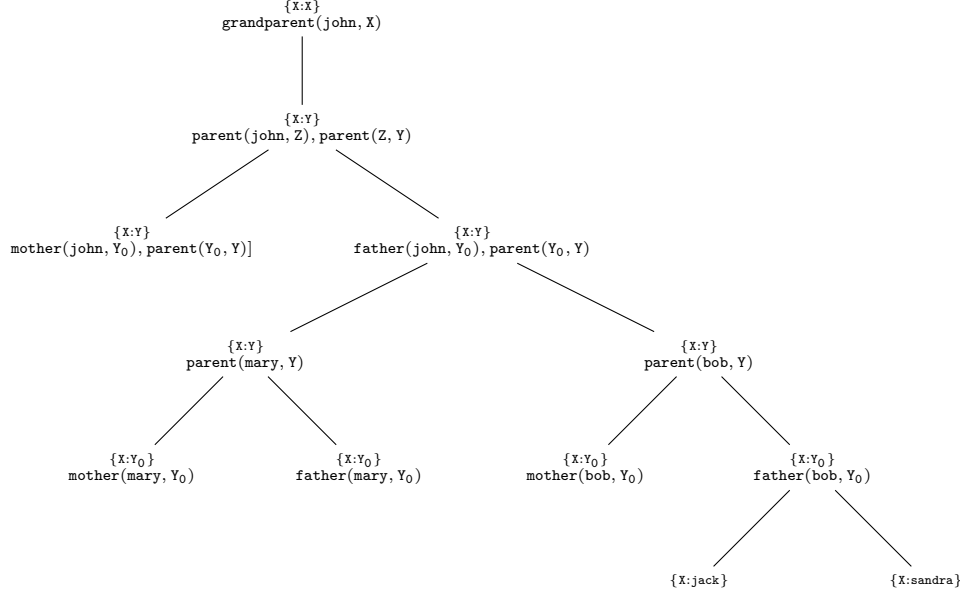 {X:X}
grandparent(john, X)
{X:Y}
parent(john, Z), parent(Z, Y)
{X:Y}
mother(john, Y₀), parent(Y₀, Y)]
{X:Y}
father(john, Y₀), parent(Y₀, Y)
{X:Y}
parent(mary, Y)
{X:Y}
parent(bob, Y)
{X:Y₀}
mother(mary, Y₀)
{X:Y₀}
father(mary, Y₀)
{X:Y₀}
mother(bob, Y₀)
{X:Y₀}
father(bob, Y₀)
{X:jack}
{X:sandra}